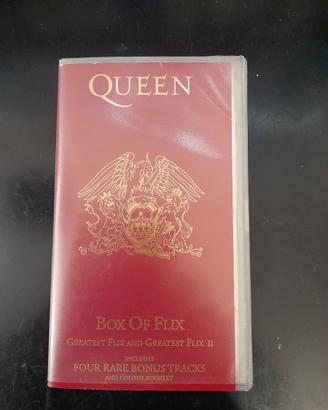 QUEEN
BOX OF FLIX
GREATEST FLIX AND GREATEST FLIX II
INCLUDES
FOUR RARE BONUS TRACKS
AND COLOUR BOOKLET